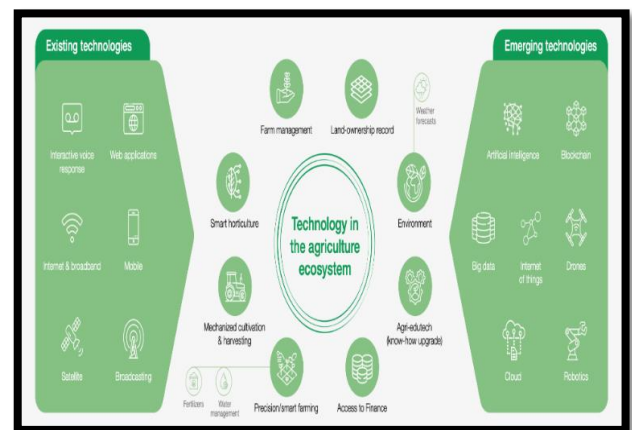 Existing technologies
Interactive voice
response
Web applications
Internet & broadband
Mobile
Satellite
Broadcasting
Farm management
Land-ownership record
Weather
forecasts
Smart horticulture
Environment
Technology in
the agriculture
ecosystem
Mechanized cultivation
& harvesting
Agri-edutech
(know-how upgrade)
Fertilizers
Water
management
Precision/smart farming
Access to Finance
Emerging technologies
Artificial Intelligence
Blockchain
Big data
Internet
of things
Drones
Cloud
Robotics